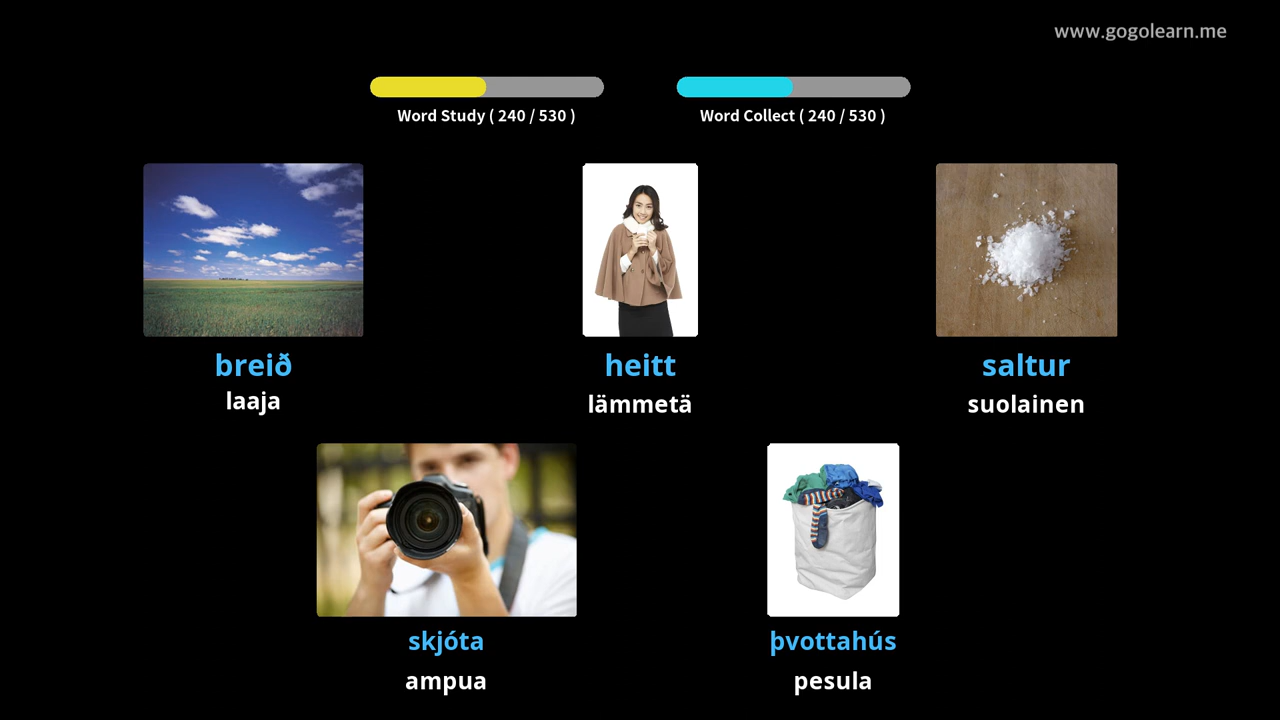 www.gogolearn.me
Word Study ( 240 / 530 )
Word Collect ( 240 / 530 )
breið
laaja
heitt
lämmetä
saltur
suolainen
skjóta
ampua
þvottahús
pesula